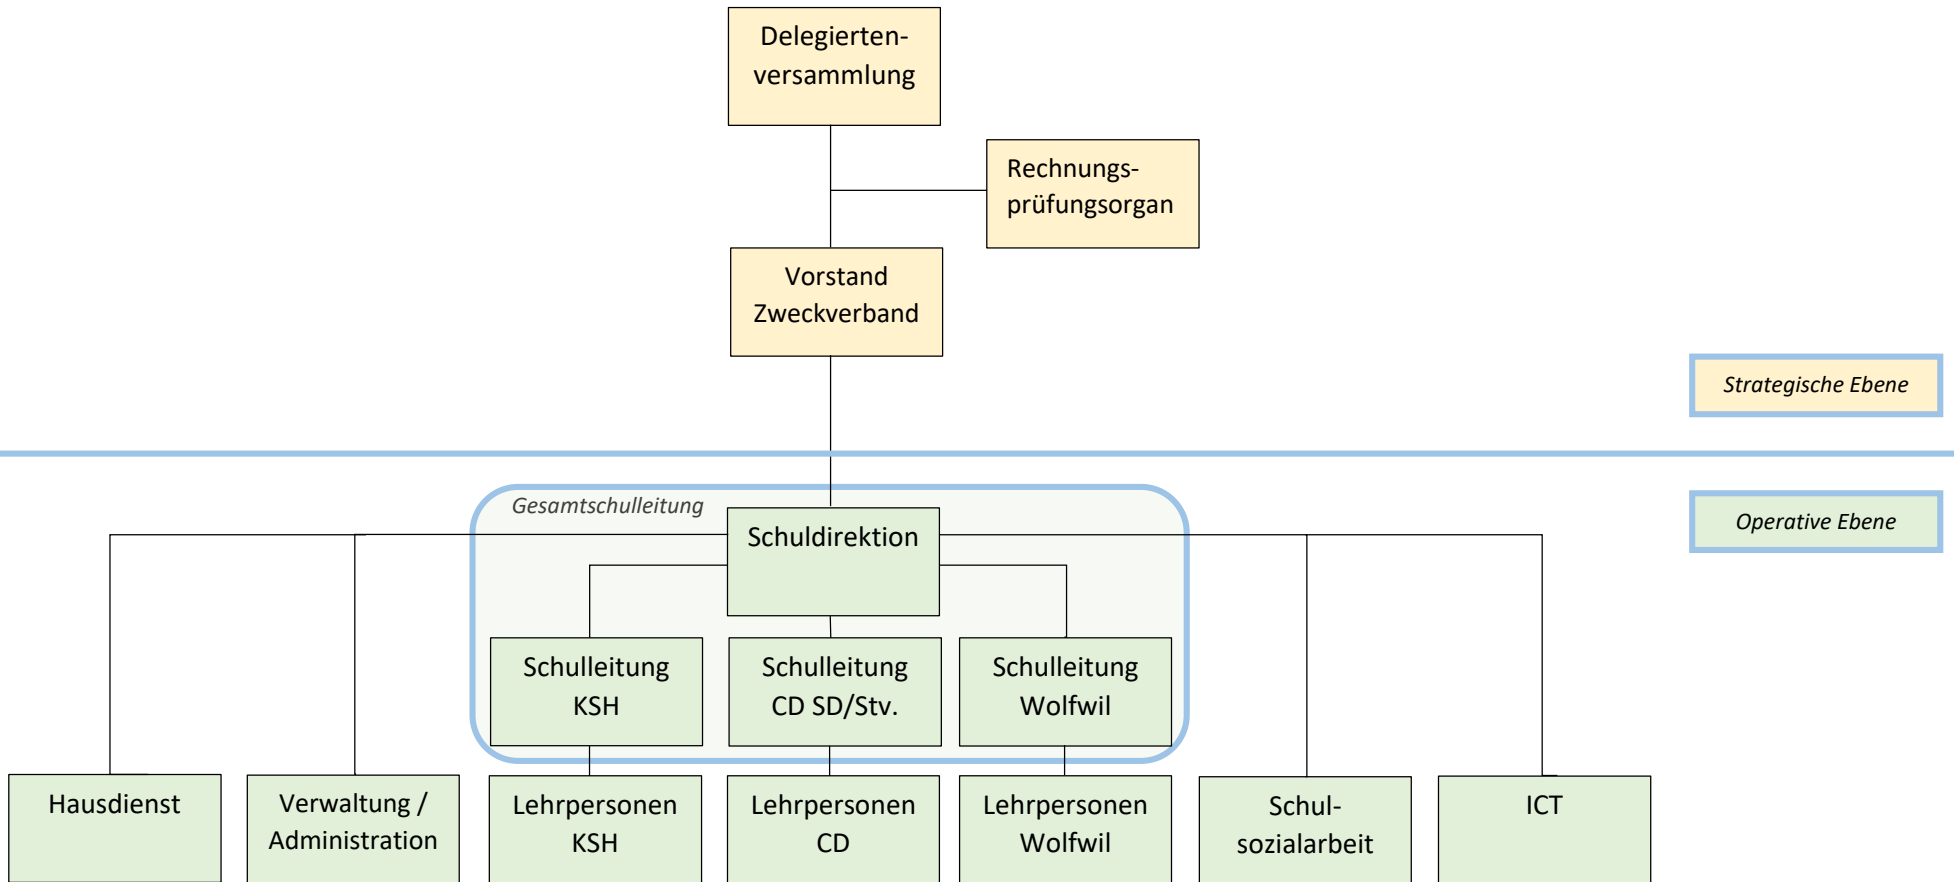 Delegierten-
versammlung
Rechnungs-
prüfungsorgan
Vorstand
Zweckverband
Strategische Ebene
Gesamtschulleitung
Operative Ebene
Schuldirektion
Schulleitung
KSH
Schulleitung
CD SD/Stv.
Schulleitung
Wolfwil
Hausdienst
Verwaltung /
Administration
Lehrpersonen
KSH
Lehrpersonen
CD
Lehrpersonen
Wolfwil
Schul-
sozialarbeit
ICT